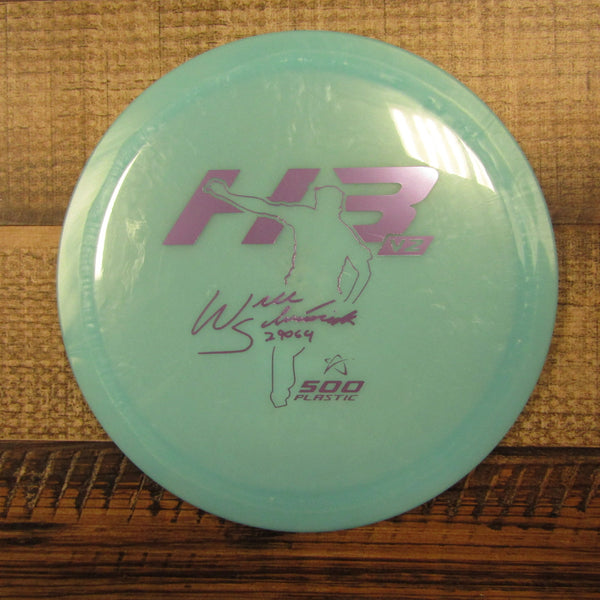 H3 V2
Will
Schusterick
29064
500
PLASTIC